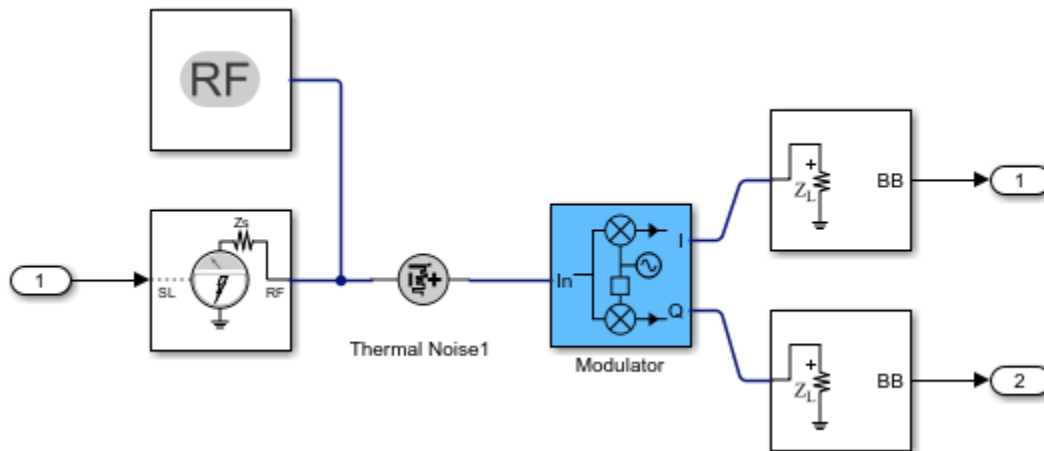 RF
1
SL
Zs
RF
Thermal Noise1
In
I
Q
Modulator
+
ZL
BB
1
+
ZL
BB
2